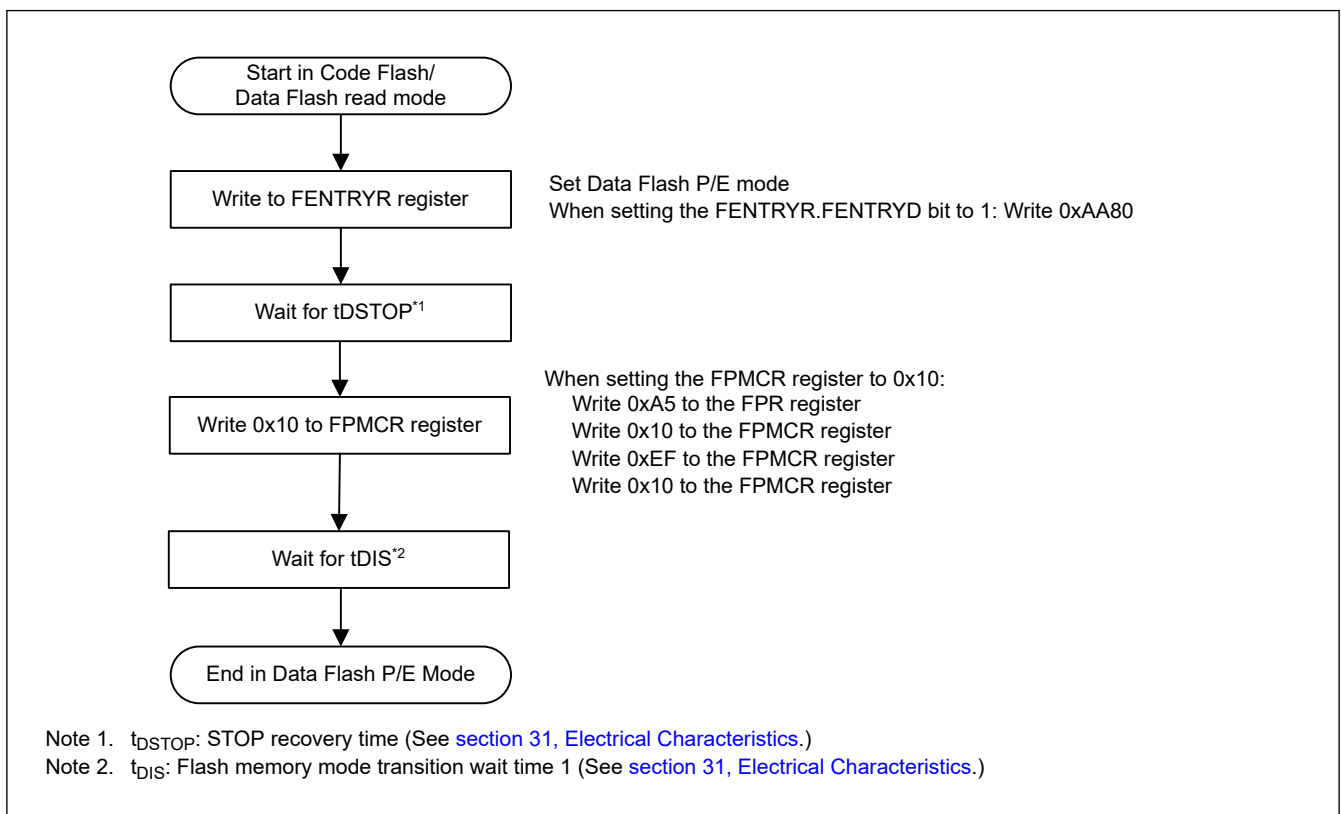 Start in Code Flash/
Data Flash read mode
Write to FENTRYR register
Set Data Flash P/E mode
When setting the FENTRYR.FENTRYD bit to 1: Write 0xAA80
Wait for tDSTOP*1
When setting the FPMCR register to 0x10:
Write 0xA5 to the FPR register
Write 0x10 to FPMCR register
Write 0x10 to the FPMCR register
Write 0xEF to the FPMCR register
Write 0x10 to the FPMCR register
Wait for tDIS*2
End in Data Flash P/E Mode
Note 1. tDSTOP: STOP recovery time (See section 31, Electrical Characteristics.)
Note 2. tDIS: Flash memory mode transition wait time 1 (See section 31, Electrical Characteristics.)